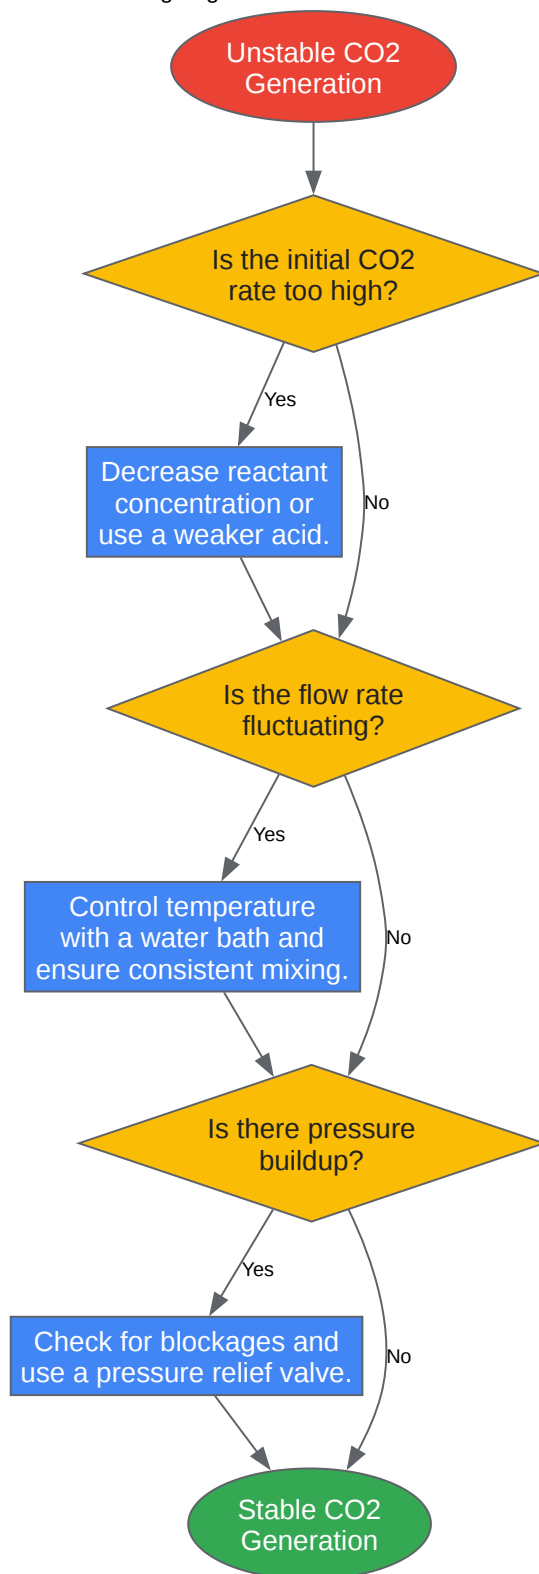 Unstable CO2
Generation
Is the initial CO2
rate too high?
Yes
Decrease reactant
concentration or
use a weaker acid.
No
Is the flow rate
fluctuating?
Yes
Control temperature
with a water bath and
ensure consistent mixing.
No
Is there pressure
buildup?
Yes
Check for blockages and
use a pressure relief valve.
No
Stable CO2
Generation